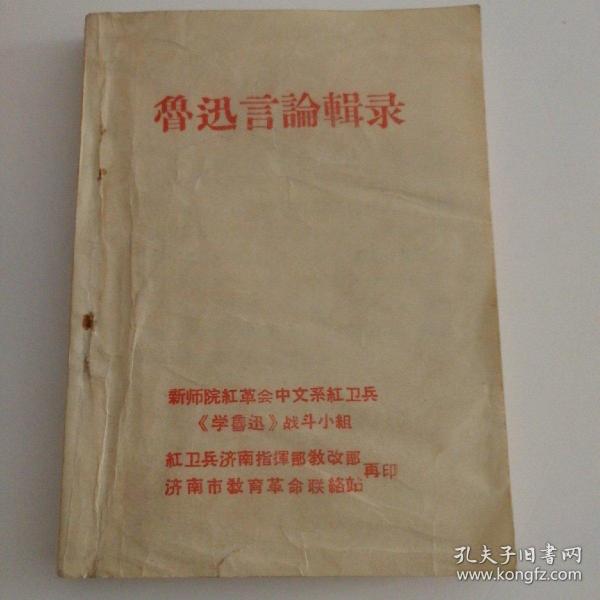 魯迅言論輯录
新师院紅革会中文系紅卫兵
《学魯迅》战斗小組
紅卫兵济南指揮部教改部
济南市教育革命联絡站
再印
孔夫子旧書网
www.kongfz.com